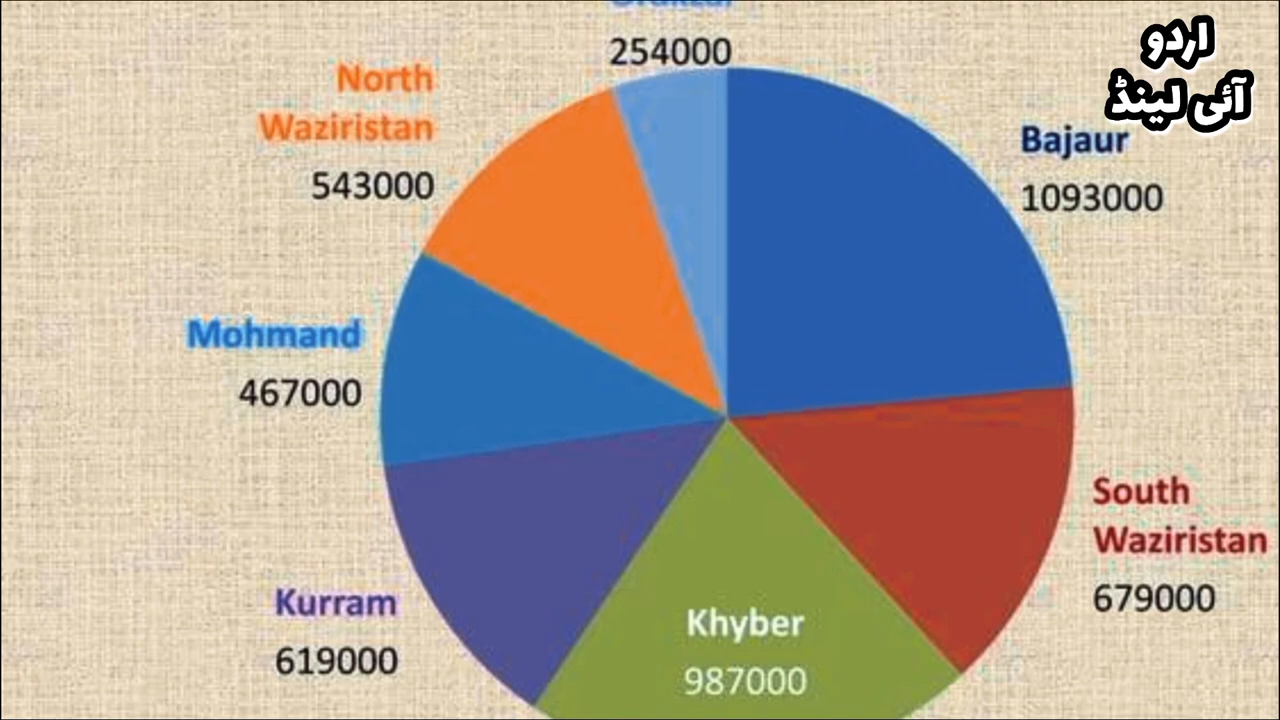 254000
اردو
آئی لینڈ
North
Waziristan
543000
Bajaur
1093000
Mohmand
467000
South
Waziristan
679000
Kurram
619000
Khyber
987000